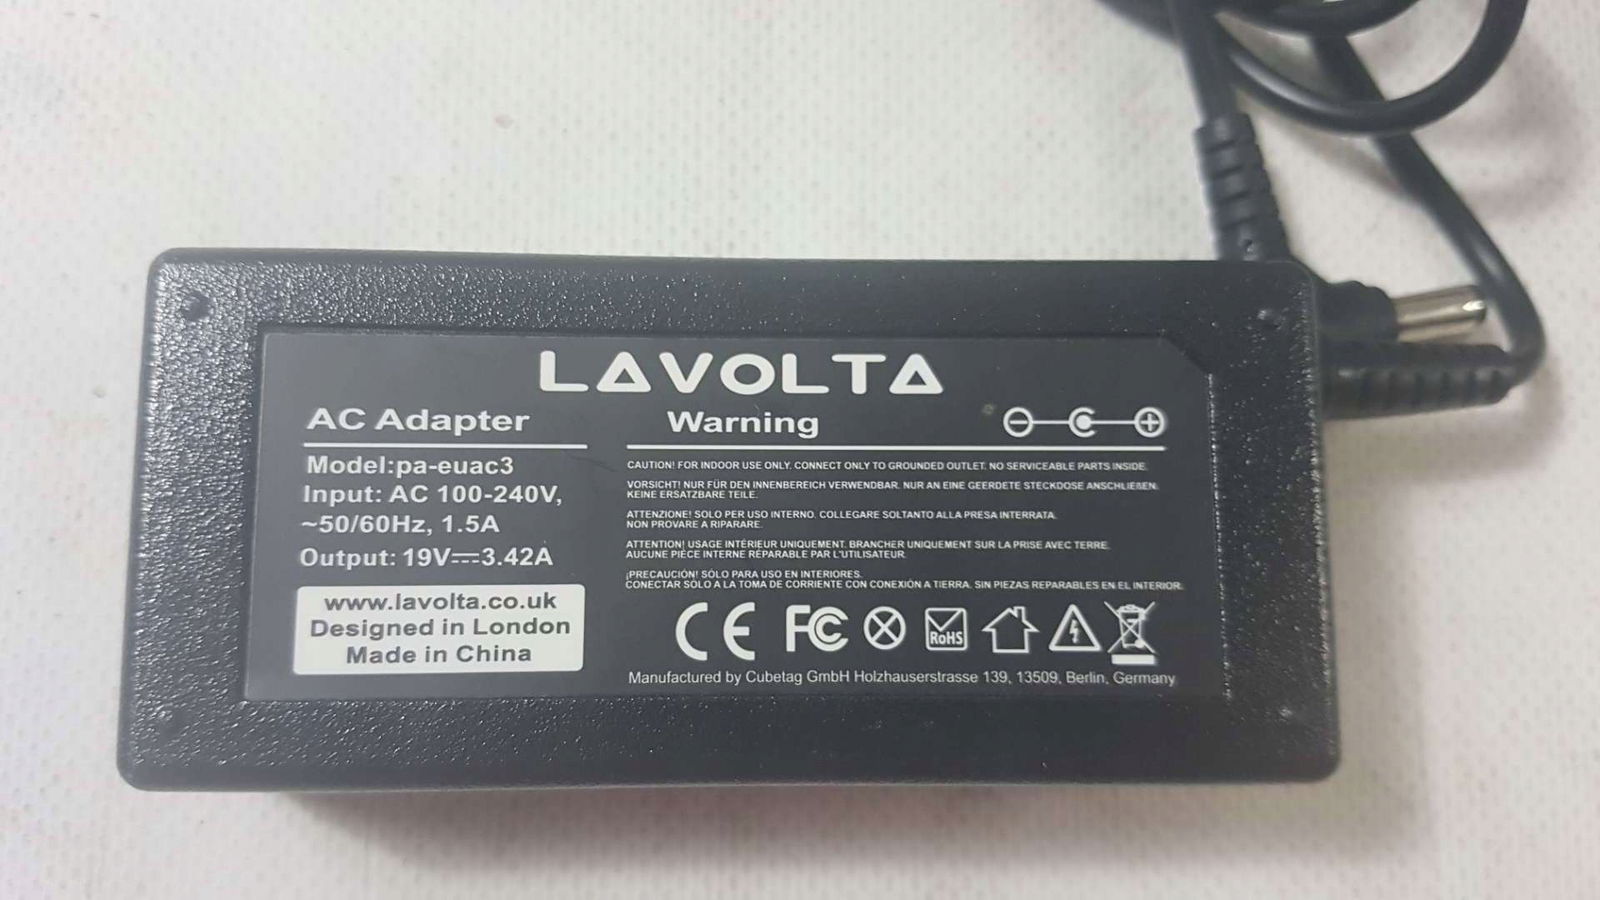 LAVOLTA
AC Adapter
Model:pa-euac3
Input: AC 100-240V,
~50/60Hz, 1.5A
Output: 19V⎓3.42A
www.lavolta.co.uk
Designed in London
Made in China
Warning
CAUTION! FOR INDOOR USE ONLY. CONNECT ONLY TO GROUNDED OUTLET. NO SERVICEABLE PARTS INSIDE.
VORSICHT! NUR FÜR DEN INNENBEREICH VERWENDBAR. NUR AN EINE GEERDETE STECKDOSE ANSCHLIEßEN.
KEINE ERSATZBARE TEILE.
ATTENZIONE! SOLO PER USO INTERNO. COLLEGARE SOLTANTO ALLA PRESA INTERRATA.
NON PROVARE A RIPARARE.
ATTENTION! USAGE INTÉRIEUR UNIQUEMENT. BRANCHER UNIQUEMENT SUR LA PRISE AVEC TERRE.
AUCUNE PIÈCE INTERNE RÉPARABLE PAR L'UTILISATEUR.
¡PRECAUCIÓN! SÓLO PARA USO EN INTERIORES.
CONECTAR SÓLO A LA TOMA DE CORRIENTE CON CONEXIÓN A TIERRA. SIN PIEZAS REPARABLES EN EL INTERIOR.
CE FC RoHS
Manufactured by Cubetag GmbH Holzhauserstrasse 139, 13509, Berlin, Germany